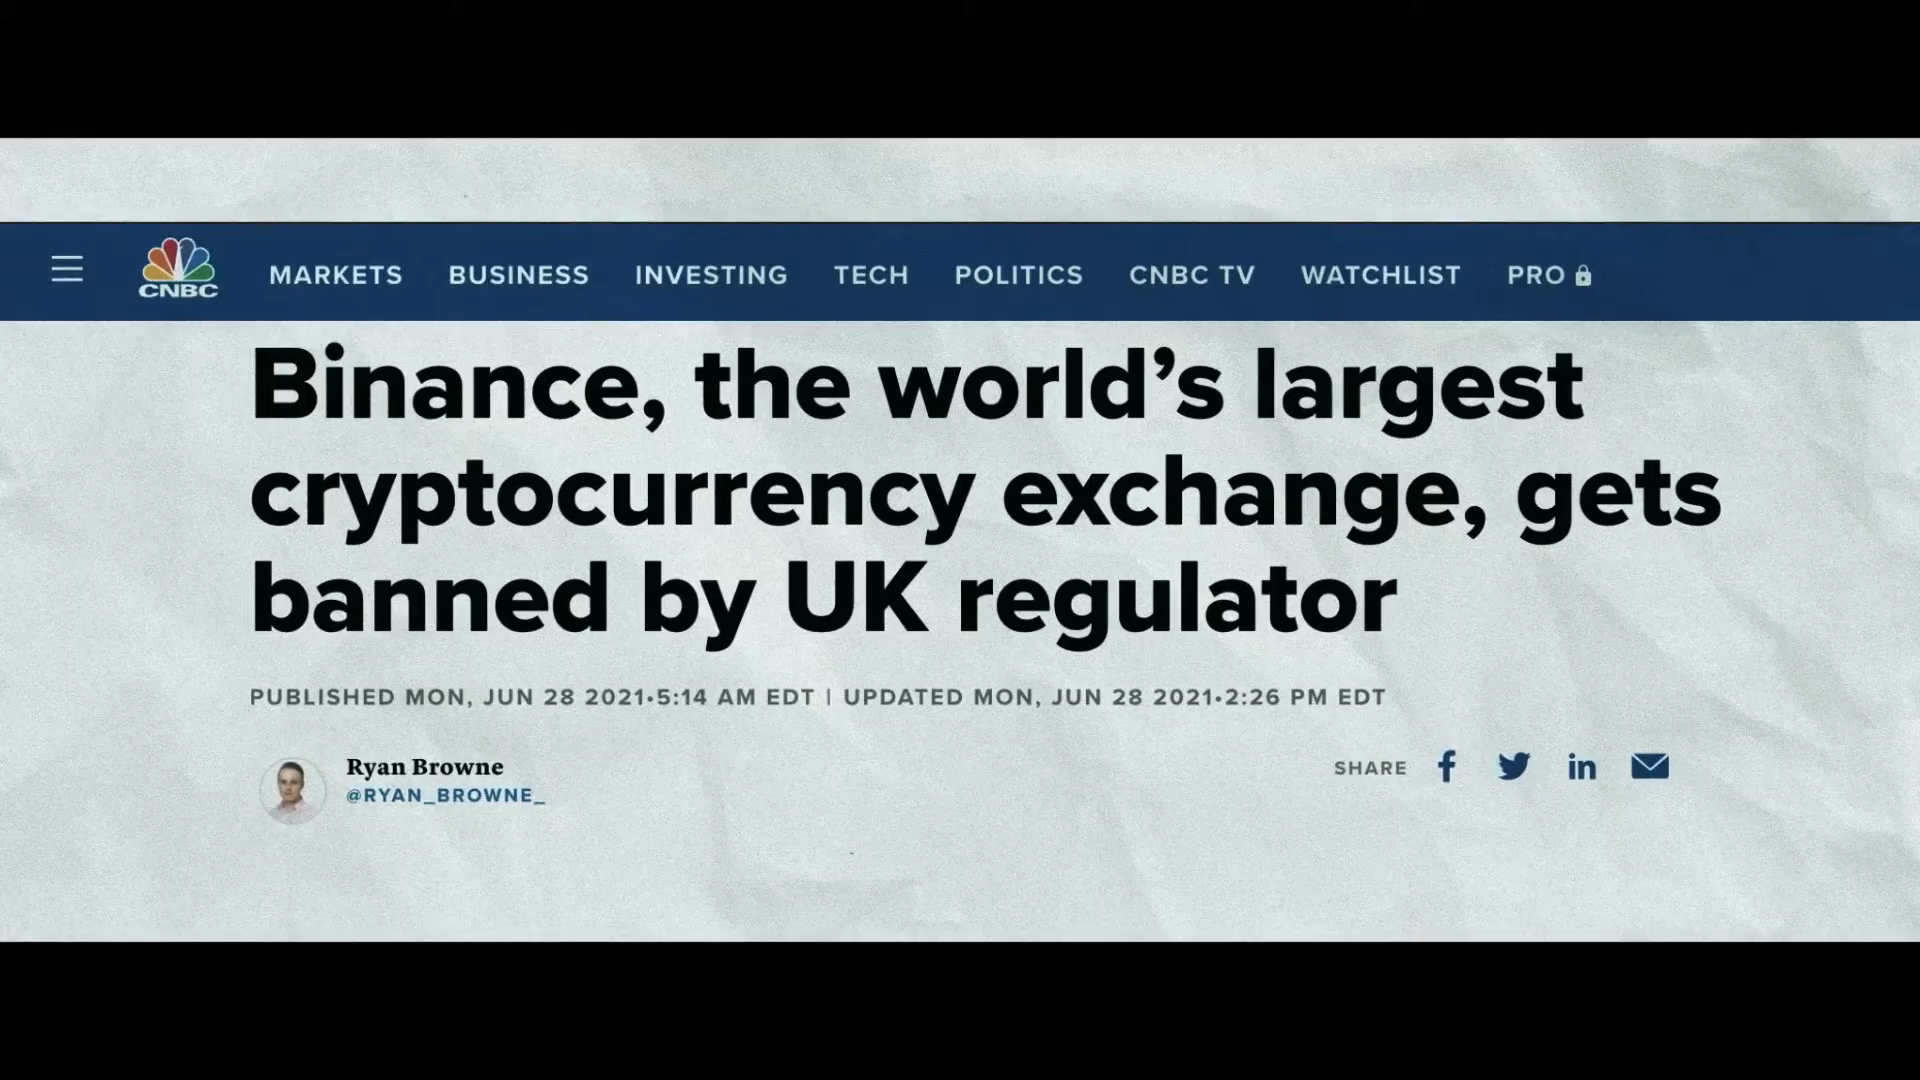 CNBC MARKETS BUSINESS INVESTING TECH POLITICS CNBC TV WATCHLIST PRO
Binance, the world’s largest
cryptocurrency exchange, gets
banned by UK regulator
PUBLISHED MON, JUN 28 2021•5:14 AM EDT | UPDATED MON, JUN 28 2021•2:26 PM EDT
Ryan Browne
@RYAN_BROWNE_
SHARE